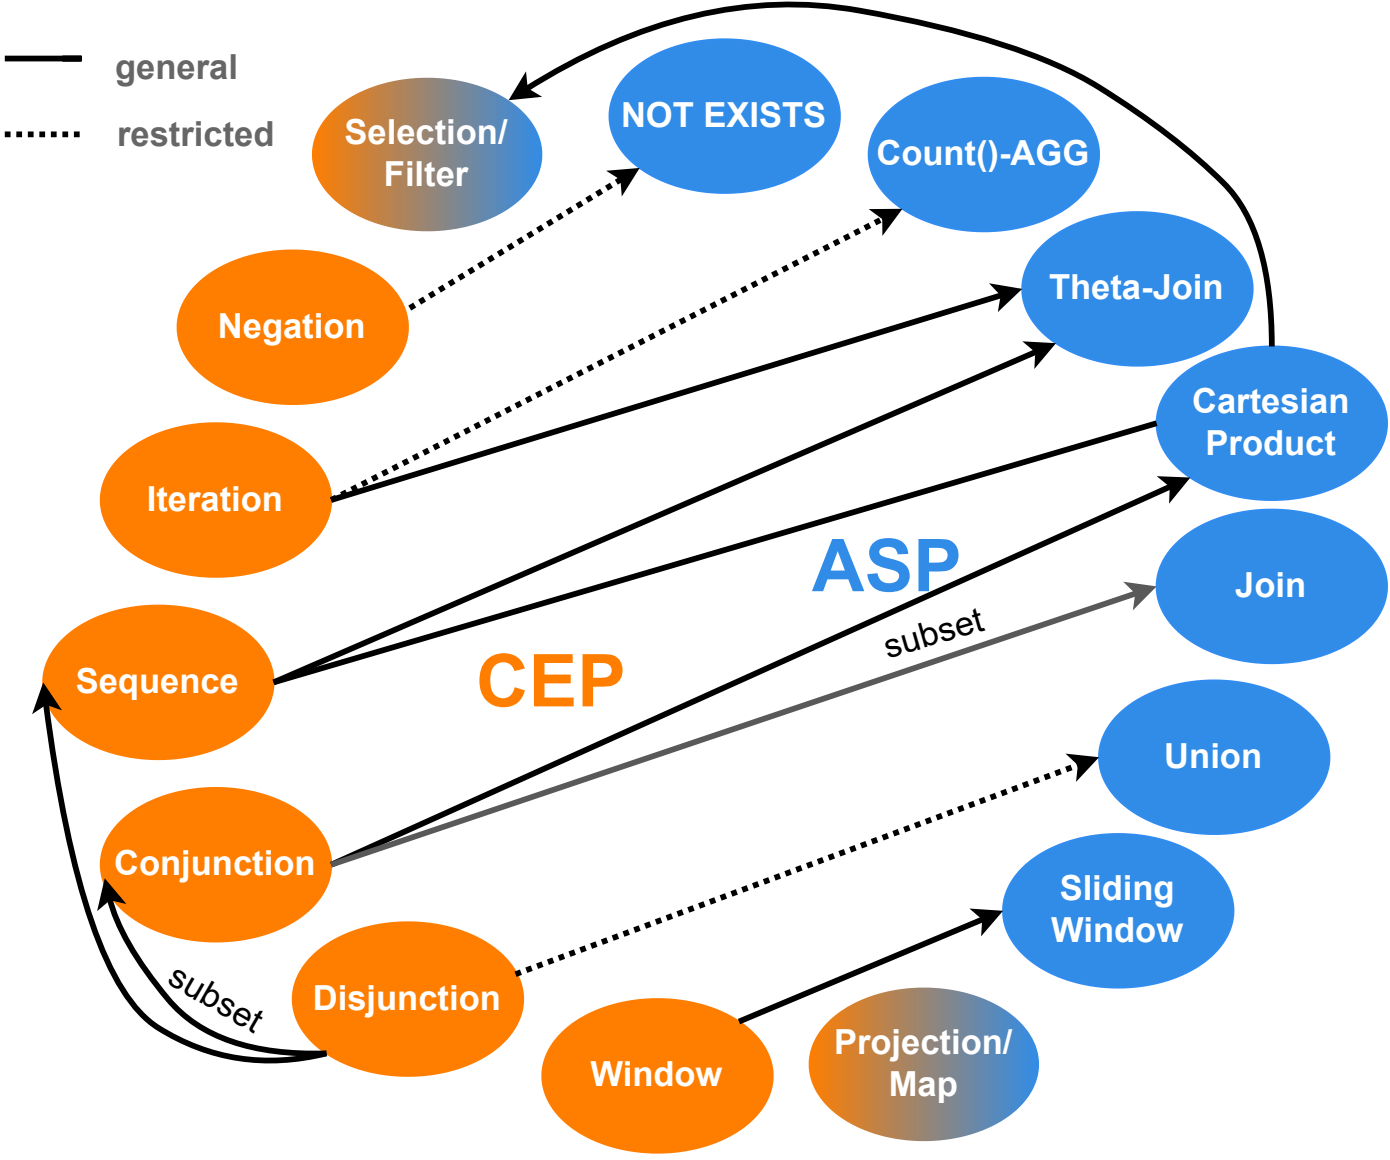 general
restricted
Selection/
Filter
NOT EXISTS
Count()-AGG
Theta-Join
Negation
Cartesian
Product
Iteration
ASP
Join
subset
Sequence
CEP
Union
Conjunction
Sliding
Window
subset
Disjunction
Window
Projection/
Map